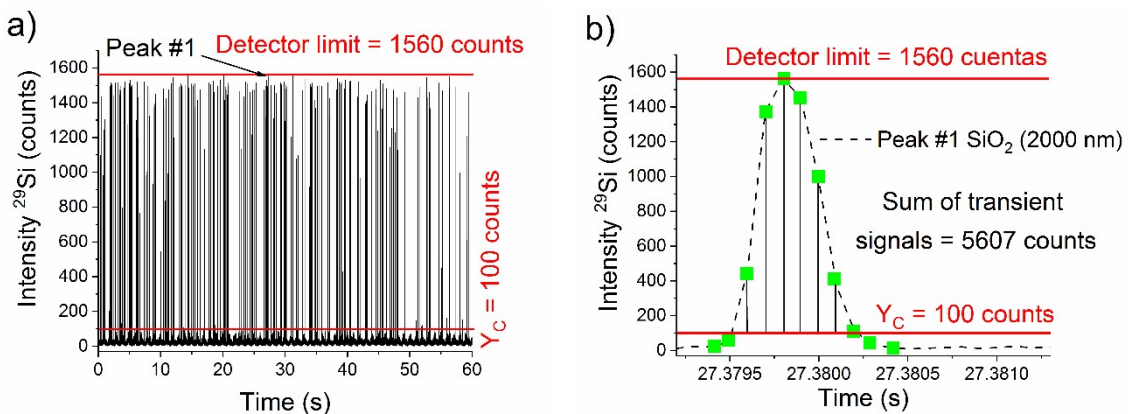 a)
Peak #1
Detector limit = 1560 counts
Intensity ²⁹Si (counts)
1600
1400
1200
1000
800
600
400
200
0
Y_C = 100 counts
0 10 20 30 40 50 60
Time (s)
b)
Detector limit = 1560 cuentas
Intensity ²⁹Si (counts)
1600
1400
1200
1000
800
600
400
200
0
Peak #1 SiO₂ (2000 nm)
Sum of transient
signals = 5607 counts
Y_C = 100 counts
27.3795 27.3800 27.3805 27.3810
Time (s)